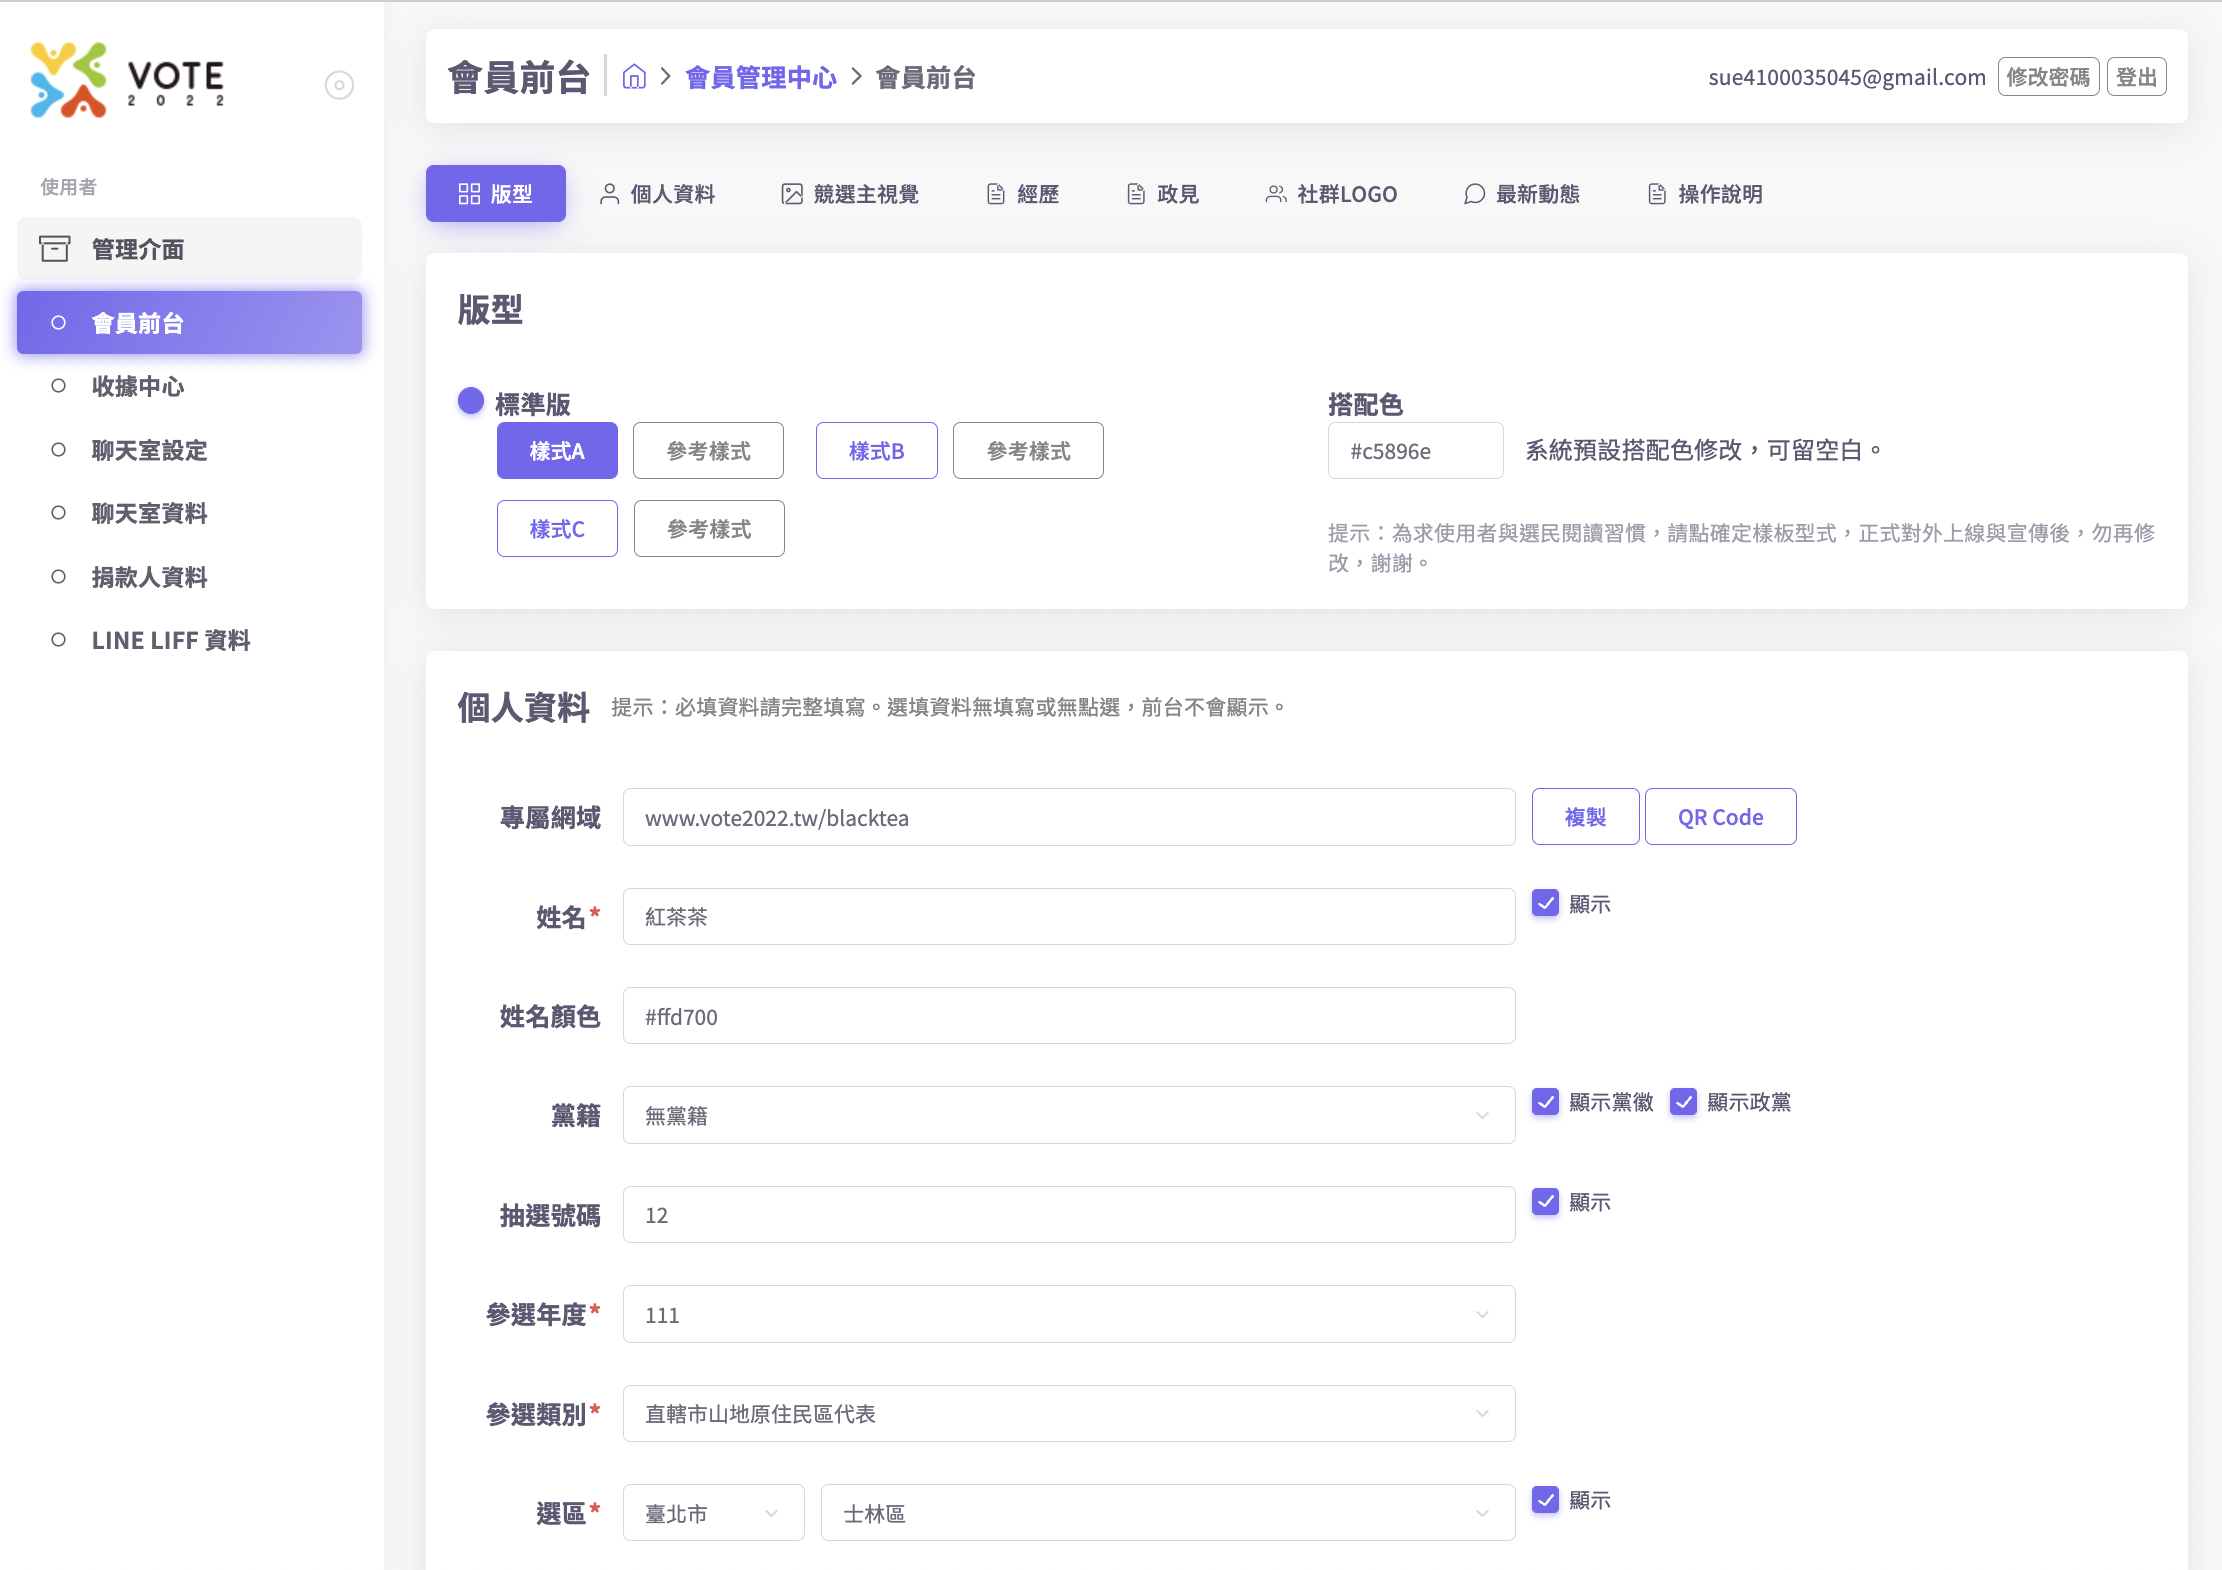 VOTE
2022
使用者
管理介面
會員前台
收據中心
聊天室設定
聊天室資料
捐款人資料
LINE LIFF 資料
會員前台
會員管理中心
會員前台
sue4100035045@gmail.com
修改密碼
登出
版型
個人資料
競選主視覺
經歷
政見
社群LOGO
最新動態
操作說明
版型
標準版
樣式A
參考樣式
樣式B
參考樣式
樣式C
參考樣式
搭配色
#c5896e
系統預設搭配色修改，可留空白。
提示：為求使用者與選民閱讀習慣，請點確定樣板型式，正式對外上線與宣傳後，勿再修
改，謝謝。
個人資料
提示：必填資料請完整填寫。選填資料無填寫或無點選，前台不會顯示。
專屬網域
www.vote2022.tw/blacktea
複製
QR Code
姓名*
紅茶茶
顯示
姓名顏色
#ffd700
黨籍
無黨籍
顯示黨徽
顯示政黨
抽選號碼
12
顯示
參選年度*
111
參選類別*
直轄市山地原住民區代表
選區*
臺北市
士林區
顯示